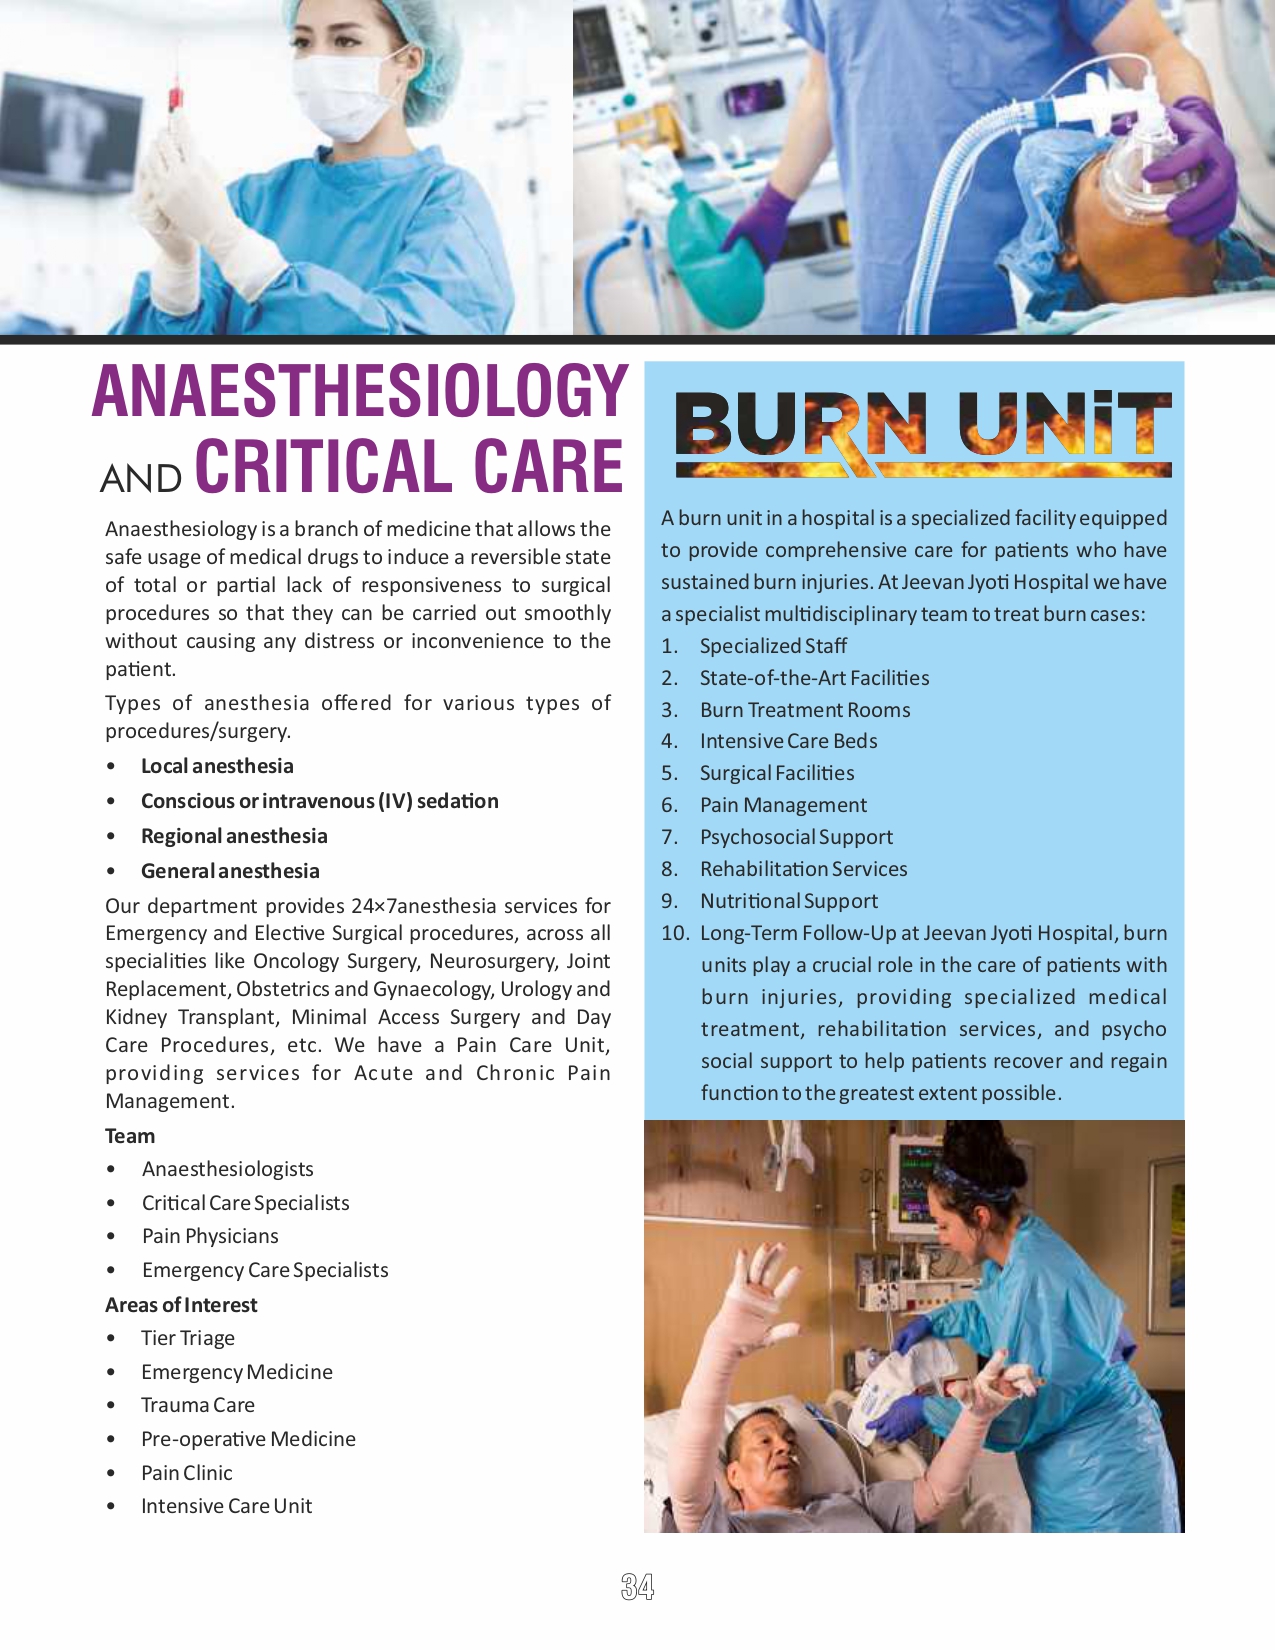 ANAESTHESIOLOGY
AND CRITICAL CARE
Anaesthesiology is a branch of medicine that allows the
safe usage of medical drugs to induce a reversible state
of total or partial lack of responsiveness to surgical
procedures so that they can be carried out smoothly
without causing any distress or inconvenience to the
patient.
Types of anesthesia offered for various types of
procedures/surgery.
• Local anesthesia
• Conscious or intravenous (IV) sedation
• Regional anesthesia
• General anesthesia
Our department provides 24×7anesthesia services for
Emergency and Elective Surgical procedures, across all
specialities like Oncology Surgery, Neurosurgery, Joint
Replacement, Obstetrics and Gynaecology, Urology and
Kidney Transplant, Minimal Access Surgery and Day
Care Procedures, etc. We have a Pain Care Unit,
providing services for Acute and Chronic Pain
Management.
Team
• Anaesthesiologists
• Critical Care Specialists
• Pain Physicians
• Emergency Care Specialists
Areas of Interest
• Tier Triage
• Emergency Medicine
• Trauma Care
• Pre-operative Medicine
• Pain Clinic
• Intensive Care Unit
BURN UNiT
A burn unit in a hospital is a specialized facility equipped
to provide comprehensive care for patients who have
sustained burn injuries. At Jeevan Jyoti Hospital we have
a specialist multidisciplinary team to treat burn cases:
1. Specialized Staff
2. State-of-the-Art Facilities
3. Burn Treatment Rooms
4. Intensive Care Beds
5. Surgical Facilities
6. Pain Management
7. Psychosocial Support
8. Rehabilitation Services
9. Nutritional Support
10. Long-Term Follow-Up at Jeevan Jyoti Hospital, burn
units play a crucial role in the care of patients with
burn injuries, providing specialized medical
treatment, rehabilitation services, and psycho
social support to help patients recover and regain
function to the greatest extent possible.
34